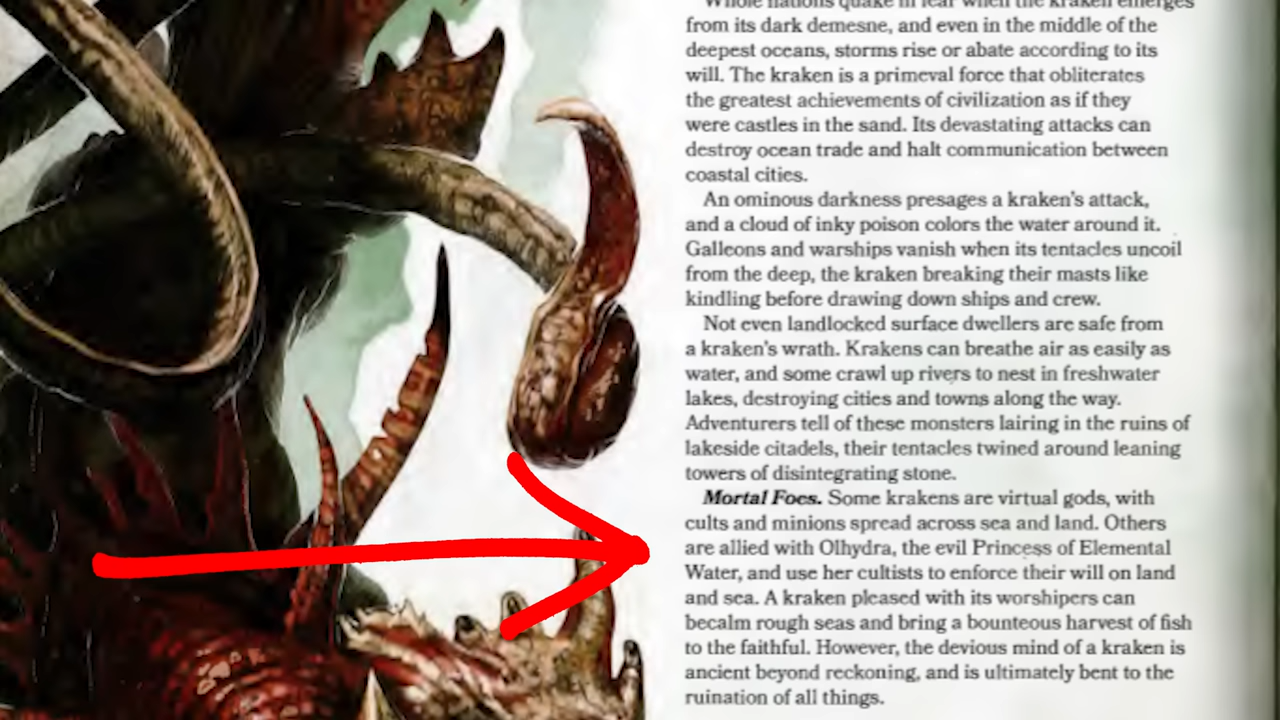 Whole nations quake in fear when the kraken emerges
from its dark demesne, and even in the middle of the
deepest oceans, storms rise or abate according to its
will. The kraken is a primeval force that obliterates
the greatest achievements of civilization as if they
were castles in the sand. Its devastating attacks can
destroy ocean trade and halt communication between
coastal cities.
An ominous darkness presages a kraken's attack,
and a cloud of inky poison colors the water around it.
Galleons and warships vanish when its tentacles uncoil
from the deep, the kraken breaking their masts like
kindling before drawing down ships and crew.
Not even landlocked surface dwellers are safe from
a kraken's wrath. Krakens can breathe air as easily as
water, and some crawl up rivers to nest in freshwater
lakes, destroying cities and towns along the way.
Adventurers tell of these monsters lairing in the ruins of
lakeside citadels, their tentacles twined around leaning
towers of disintegrating stone.
Mortal Foes. Some krakens are virtual gods, with
cults and minions spread across sea and land. Others
are allied with Olhydra, the evil Princess of Elemental
Water, and use her cultists to enforce their will on land
and sea. A kraken pleased with its worshipers can
becalm rough seas and bring a bounteous harvest of fish
to the faithful. However, the devious mind of a kraken is
ancient beyond reckoning, and is ultimately bent to the
ruination of all things.